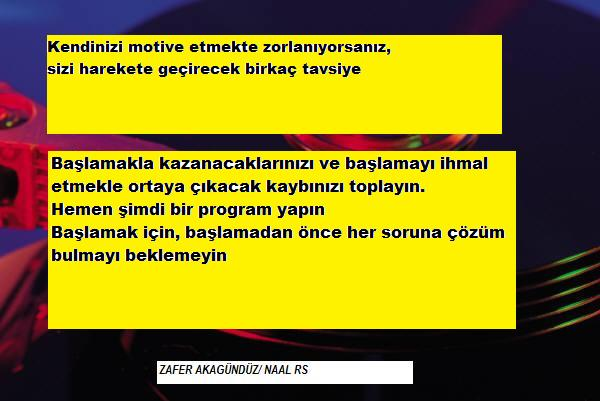 Kendinizi motive etmekte zorlanıyorsanız,
sizi harekete geçirecek birkaç tavsiye
Başlamakla kazanacaklarınızı ve başlamayı ihmal
etmekle ortaya çıkacak kaybınızı toplayın.
Hemen şimdi bir program yapın
Başlamak için, başlamadan önce her soruna çözüm
bulmayı beklemeyin
ZAFER AKAGÜNDÜZ/ NAAL RS